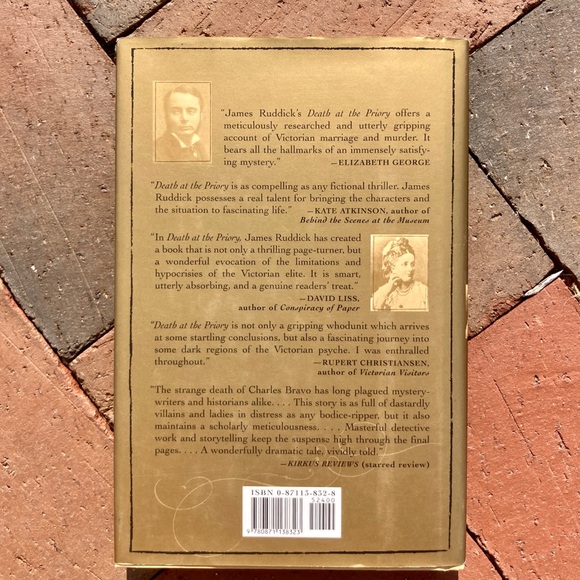 "James Ruddick's Death at the Priory offers a
meticulously researched and utterly gripping
account of Victorian marriage and murder. It
bears all the hallmarks of an immensely satisfy-
ing mystery." —ELIZABETH GEORGE
"Death at the Priory is as compelling as any fictional thriller. James
Ruddick possesses a real talent for bringing the characters and
the situation to fascinating life." —KATE ATKINSON, author of
Behind the Scenes at the Museum
"In Death at the Priory, James Ruddick has created
a book that is not only a thrilling page-turner, but
a wonderful evocation of the limitations and
hypocrisies of the Victorian elite. It is smart,
utterly absorbing, and a genuine readers' treat."
—DAVID LISS,
author of Conspiracy of Paper
"Death at the Priory is not only a gripping whodunit which arrives
at some startling conclusions, but also a fascinating journey into
some dark regions of the Victorian psyche. I was enthralled
throughout." —RUPERT CHRISTIANSEN,
author of Victorian Visitors
"The strange death of Charles Bravo has long plagued mystery-
writers and historians alike. . . . This story is as full of dastardly
villains and ladies in distress as any bodice-ripper, but it also
maintains a scholarly meticulousness. . . . Masterful detective
work and storytelling keep the suspense high through the final
pages. . . . A wonderfully dramatic tale, vividly told."
—KIRKUS REVIEWS (starred review)
ISBN 0-87113-832-8
52400
9 780871 138323